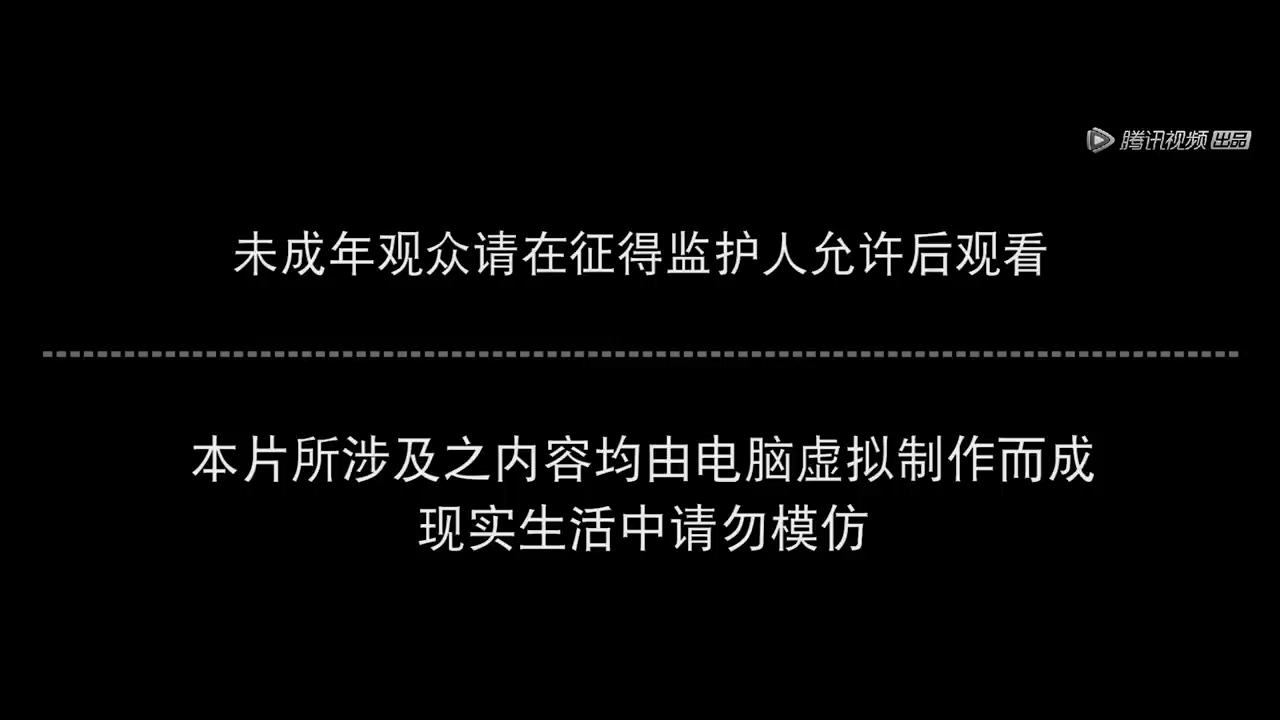 腾讯视频 出品
未成年观众请在征得监护人允许后观看
本片所涉及之内容均由电脑虚拟制作而成
现实生活中请勿模仿